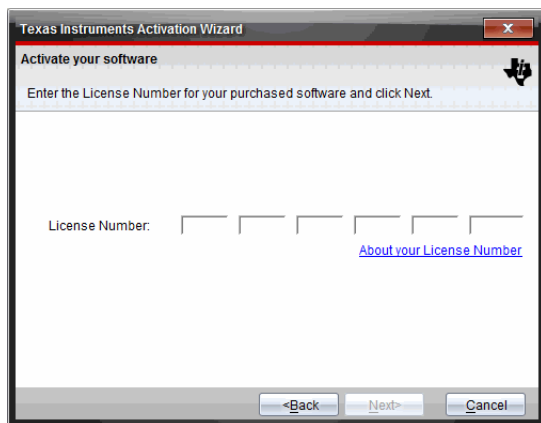 Texas Instruments Activation Wizard
Activate your software
Enter the License Number for your purchased software and click Next.
License Number:
About your License Number
<Back Next> Cancel